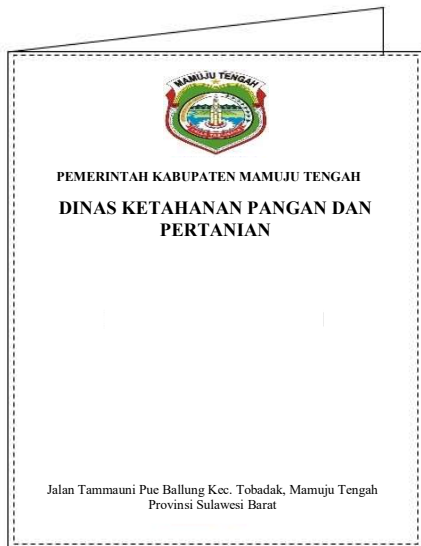 MAMUJU TENGAH
PEMERINTAH KABUPATEN MAMUJU TENGAH
DINAS KETAHANAN PANGAN DAN
PERTANIAN
Jalan Tammauni Pue Ballung Kec. Tobadak, Mamuju Tengah
Provinsi Sulawesi Barat